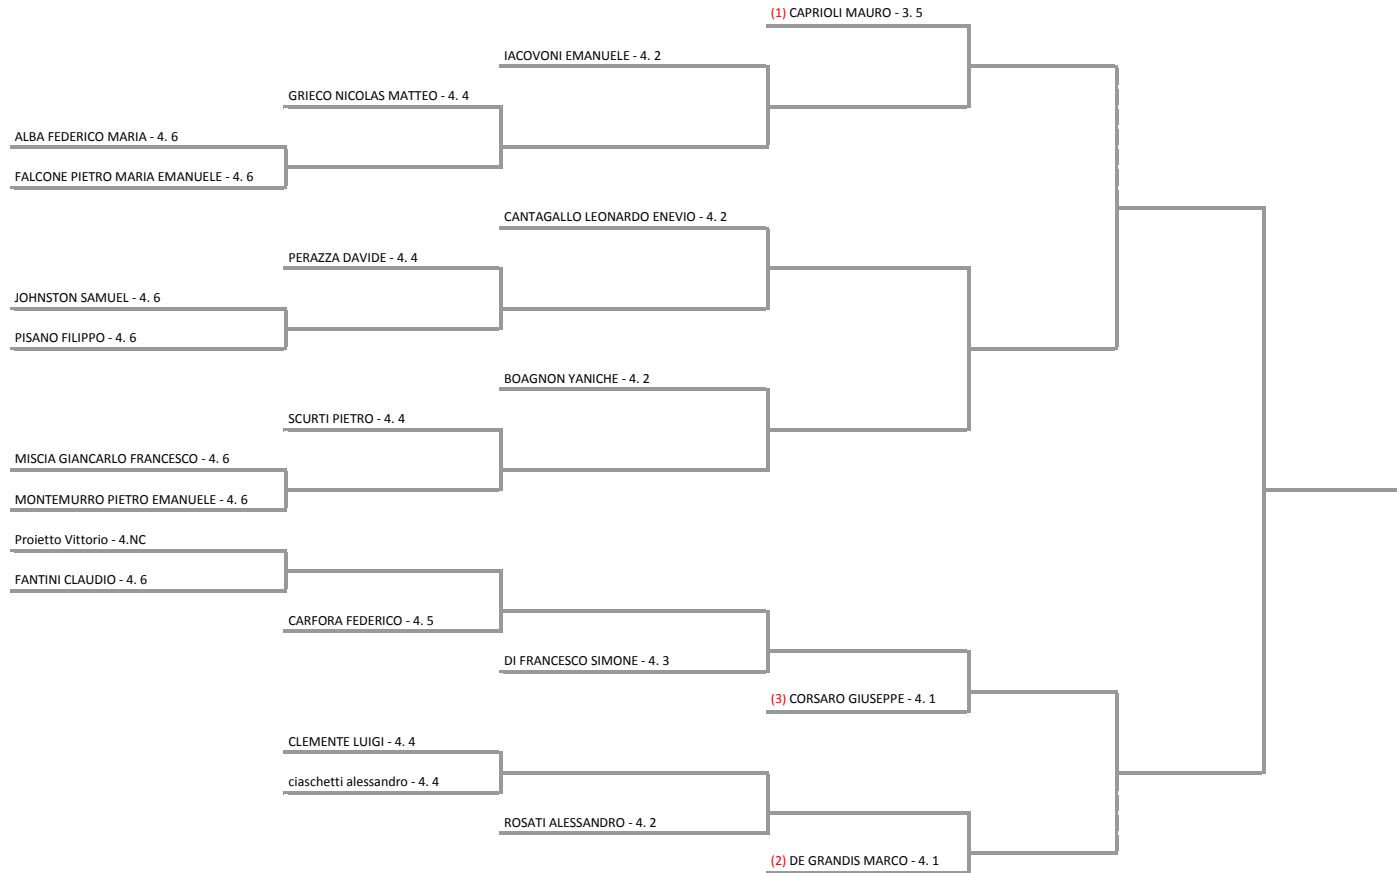 (1) CAPRIOLI MAURO - 3. 5
IACOVONI EMANUELE - 4. 2
GRIECO NICOLAS MATTEO - 4. 4
ALBA FEDERICO MARIA - 4. 6
FALCONE PIETRO MARIA EMANUELE - 4. 6
CANTAGALLO LEONARDO ENEVIO - 4. 2
PERAZZA DAVIDE - 4. 4
JOHNSTON SAMUEL - 4. 6
PISANO FILIPPO - 4. 6
BOAGNON YANICHE - 4. 2
SCURTI PIETRO - 4. 4
MISCIA GIANCARLO FRANCESCO - 4. 6
MONTEMURRO PIETRO EMANUELE - 4. 6
Proietto Vittorio - 4.NC
FANTINI CLAUDIO - 4. 6
CARFORA FEDERICO - 4. 5
DI FRANCESCO SIMONE - 4. 3
(3) CORSARO GIUSEPPE - 4. 1
CLEMENTE LUIGI - 4. 4
ciaschetti alessandro - 4. 4
ROSATI ALESSANDRO - 4. 2
(2) DE GRANDIS MARCO - 4. 1